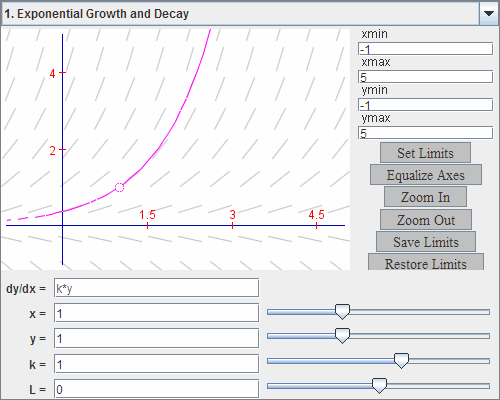 1. Exponential Growth and Decay
xmin
-1
xmax
5
ymin
-1
ymax
5
4
2
1.5 3 4.5
Set Limits
Equalize Axes
Zoom In
Zoom Out
Save Limits
Restore Limits
dy/dx = k*y
x = 1
y = 1
k = 1
L = 0